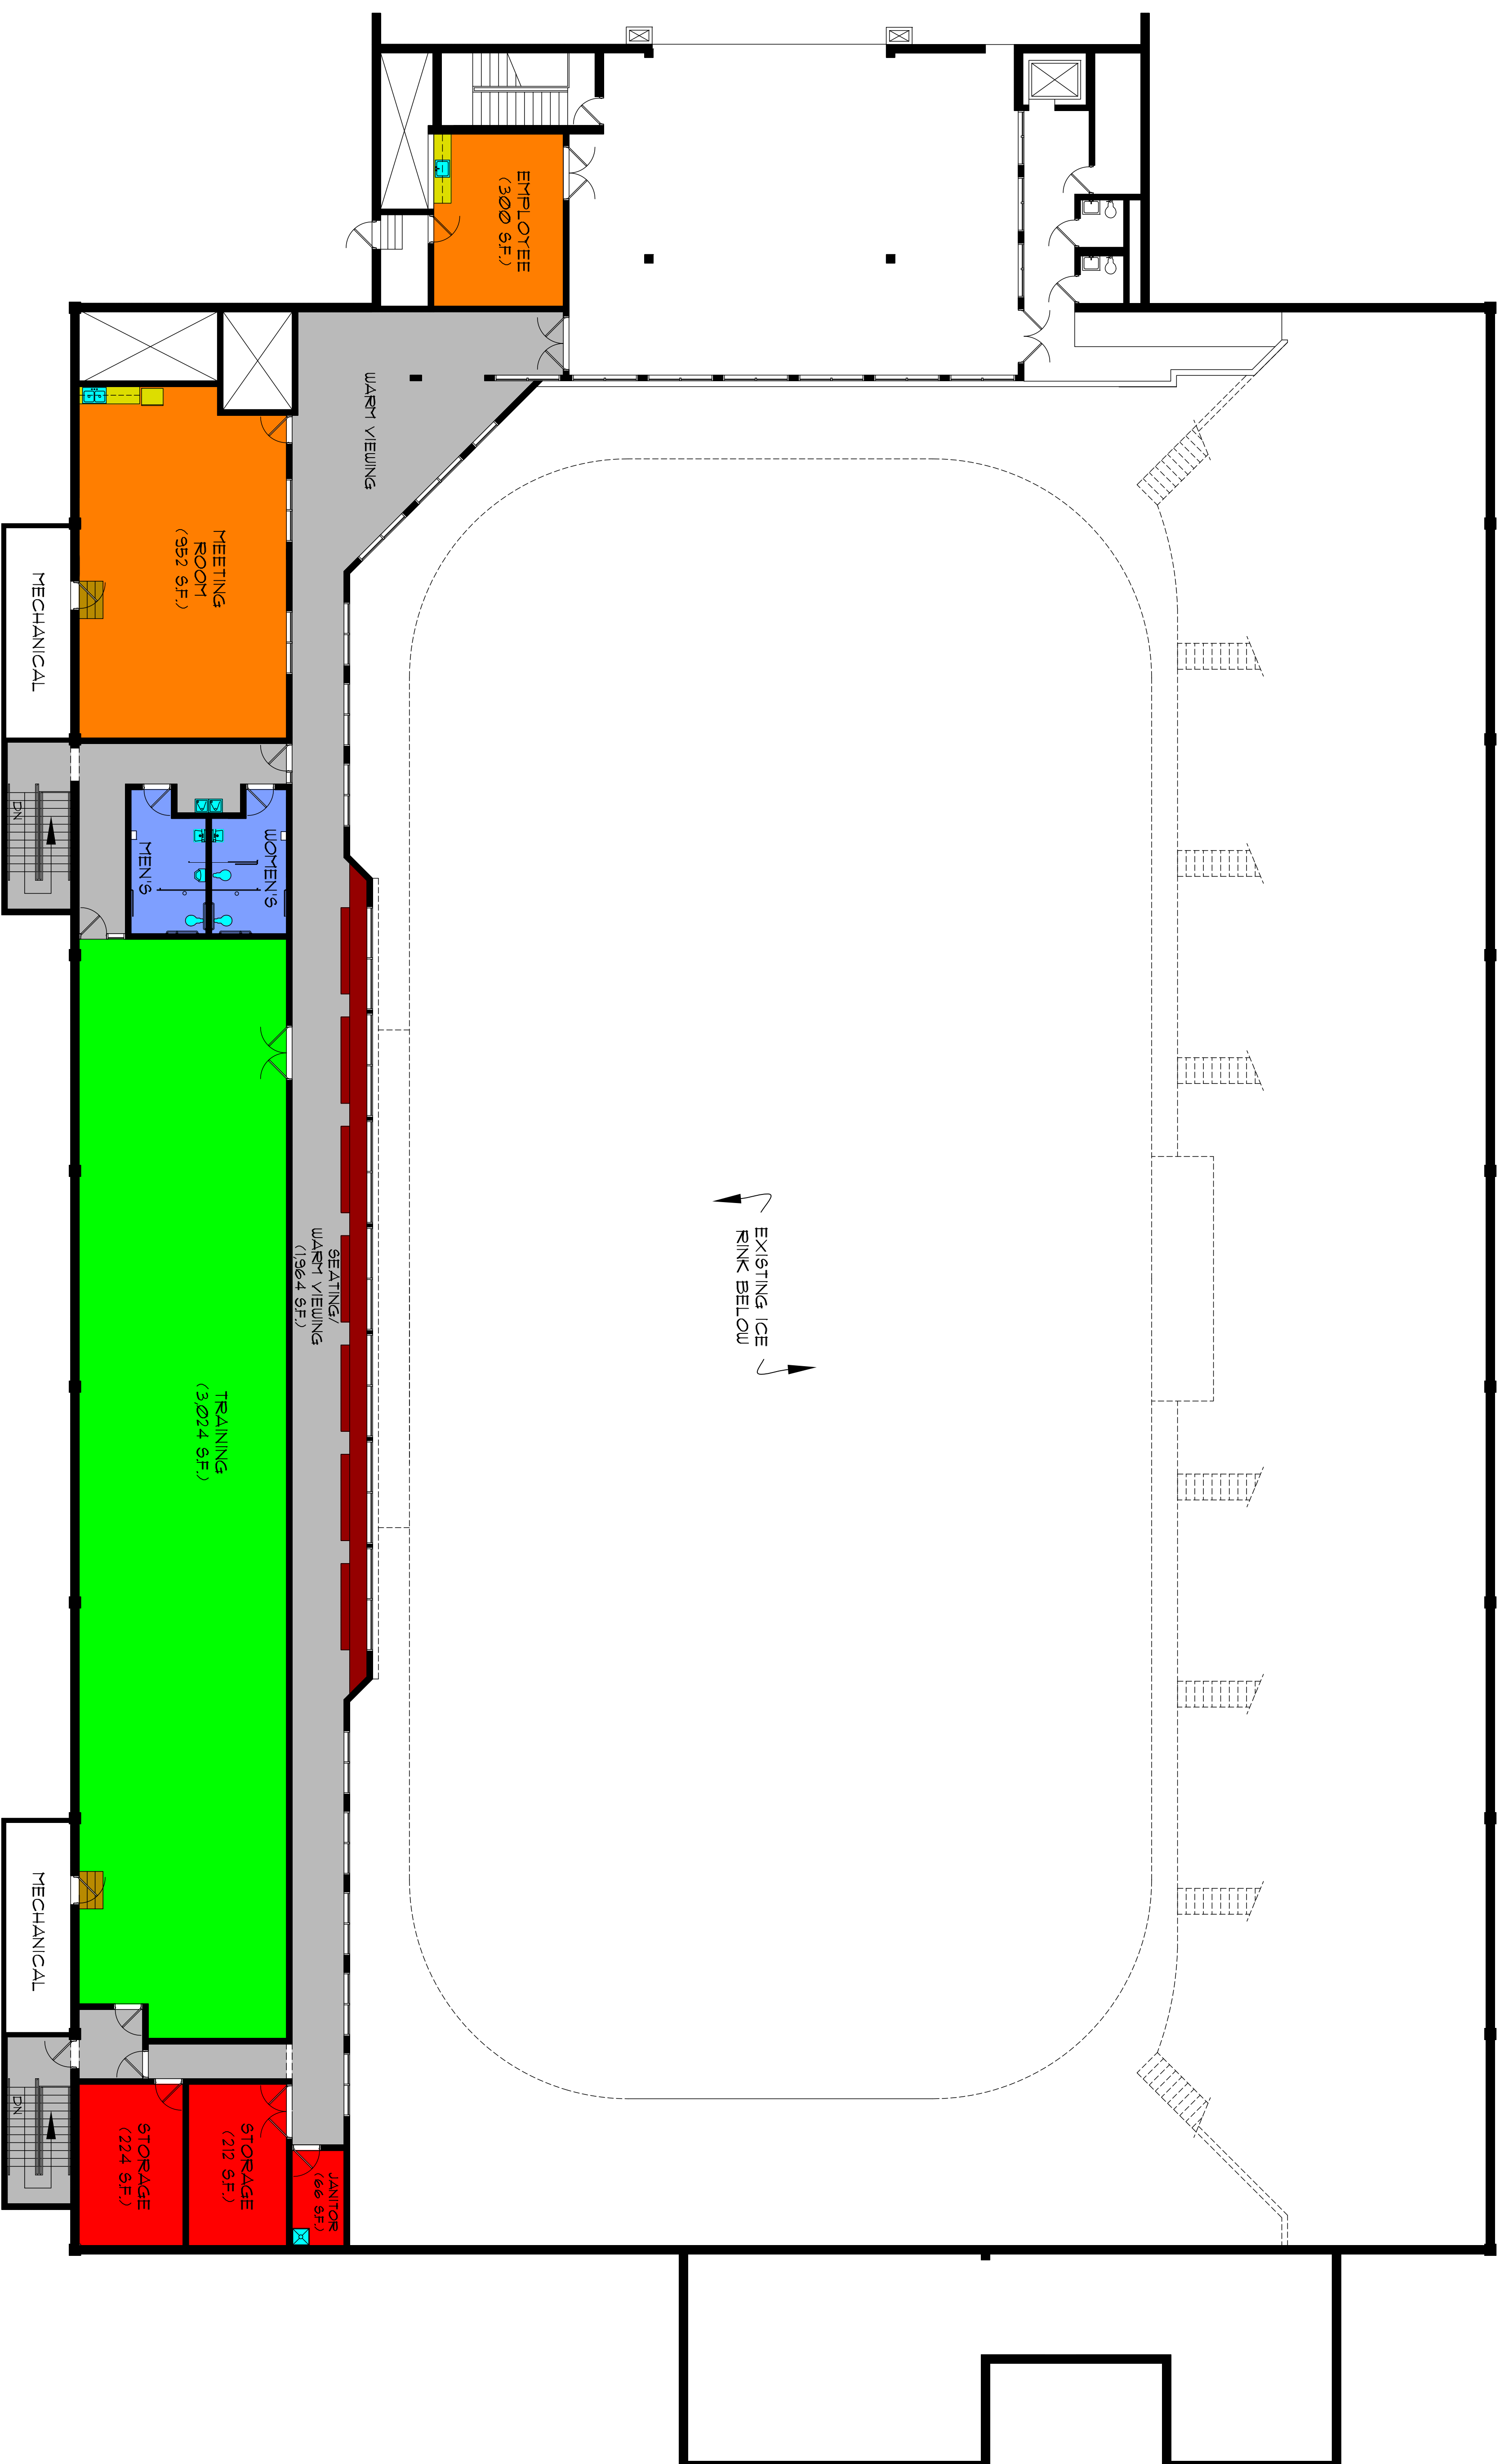 EMPLOYEE
(300 S.F.)
WARM VIEWING
MEETING
ROOM
(952 S.F.)
MECHANICAL
DN
WOMEN'S
MEN'S
EXISTING ICE
RINK BELOW
SEATING/
WARM VIEWING
(1,964 S.F.)
TRAINING
(3,024 S.F.)
MECHANICAL
DN
JANITOR
(66 S.F.)
STORAGE
(212 S.F.)
STORAGE
(224 S.F.)